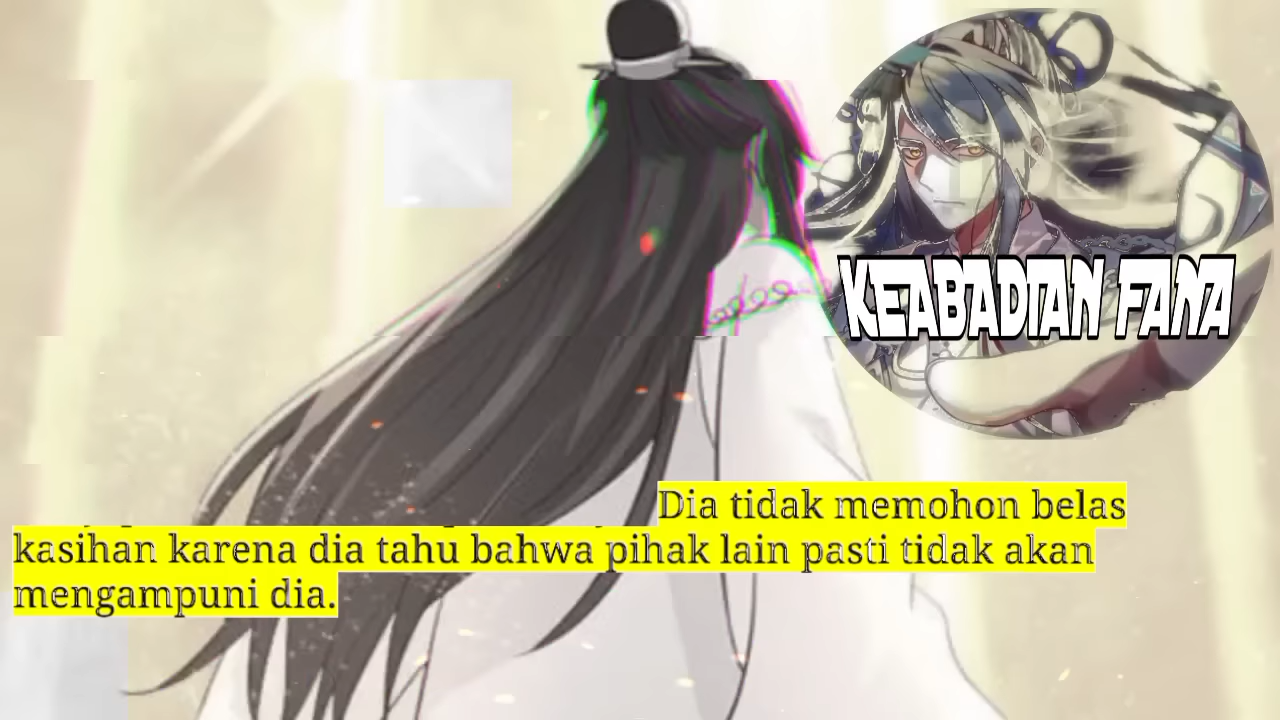 KEABADIAN FANA
Dia tidak memohon belas
kasihan karena dia tahu bahwa pihak lain pasti tidak akan
mengampuni dia.